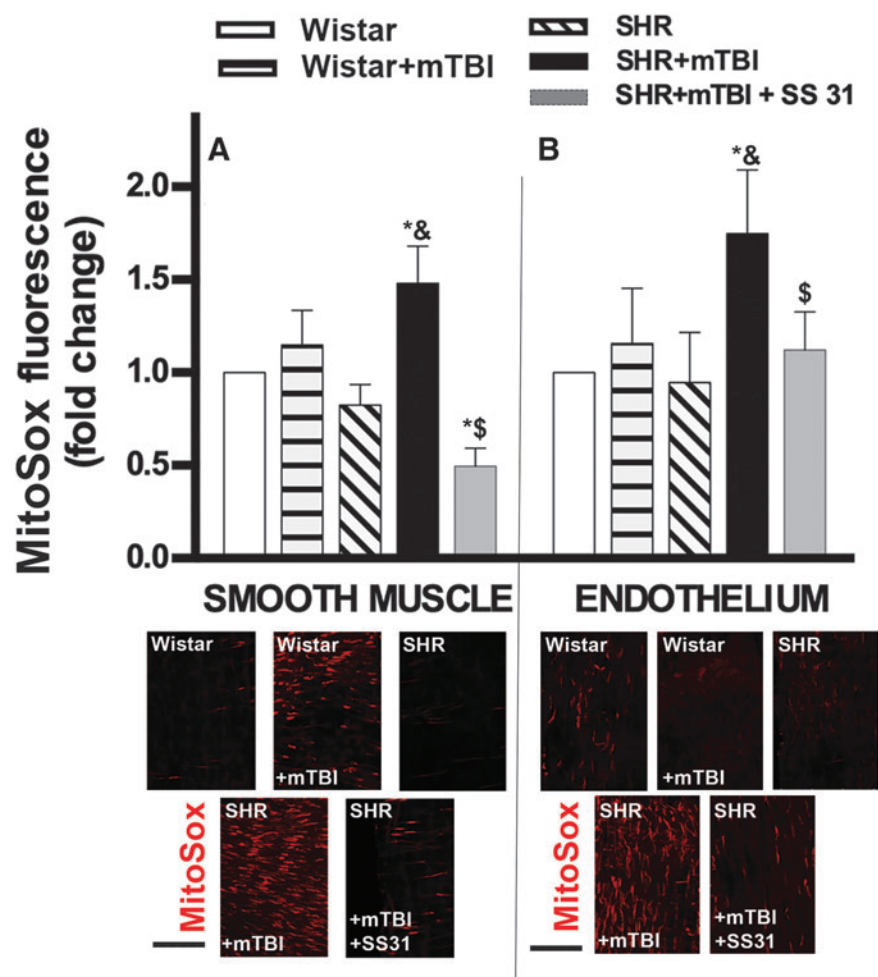 Wistar
Wistar+mTBI
SHR
SHR+mTBI
SHR+mTBI + SS 31
MitoSox fluorescence
(fold change)
2.0
1.5
1.0
0.5
0.0
A
*&
*$
B
*&
$
SMOOTH MUSCLE
ENDOTHELIUM
Wistar
Wistar
+mTBI
SHR
MitoSox
SHR
+mTBI
SHR
+mTBI
+SS31
Wistar
Wistar
+mTBI
SHR
MitoSox
SHR
+mTBI
SHR
+mTBI
+SS31